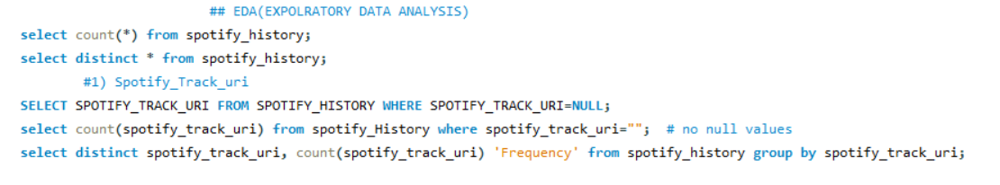 ## EDA(EXPOLRATORY DATA ANALYSIS)
select count(*) from spotify_history;
select distinct * from spotify_history;
#1) Spotify_Track_uri
SELECT SPOTIFY_TRACK_URI FROM SPOTIFY_HISTORY WHERE SPOTIFY_TRACK_URI=NULL;
select count(spotify_track_uri) from spotify_History where spotify_track_uri=""; # no null values
select distinct spotify_track_uri, count(spotify_track_uri) 'Frequency' from spotify_history group by spotify_track_uri;